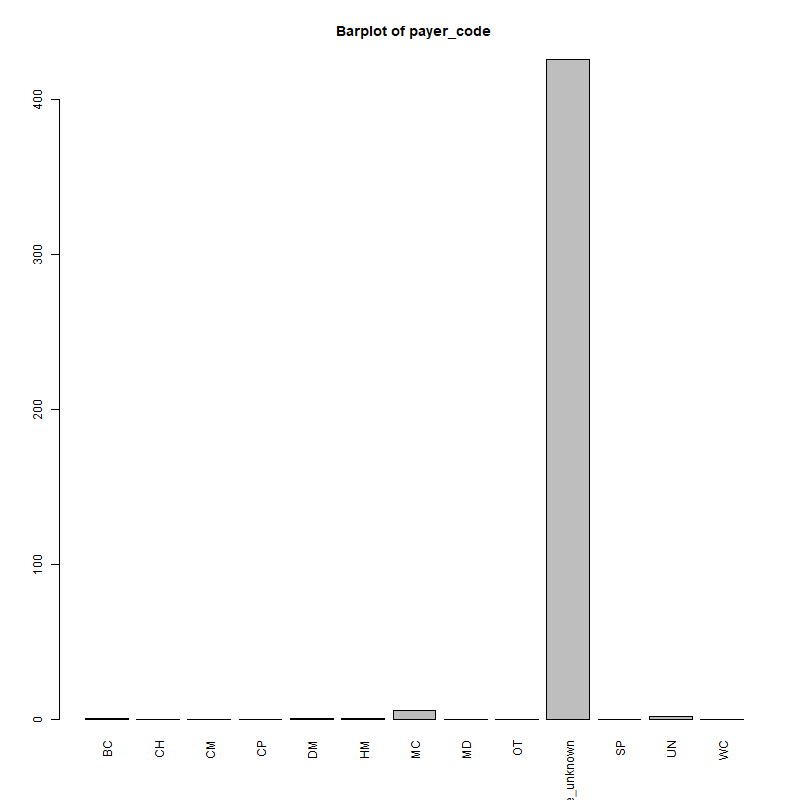 Barplot of payer_code
400
300
200
100
0
BC
CH
CM
CP
DM
HM
MC
MD
OT
e_unknown
SP
UN
WC